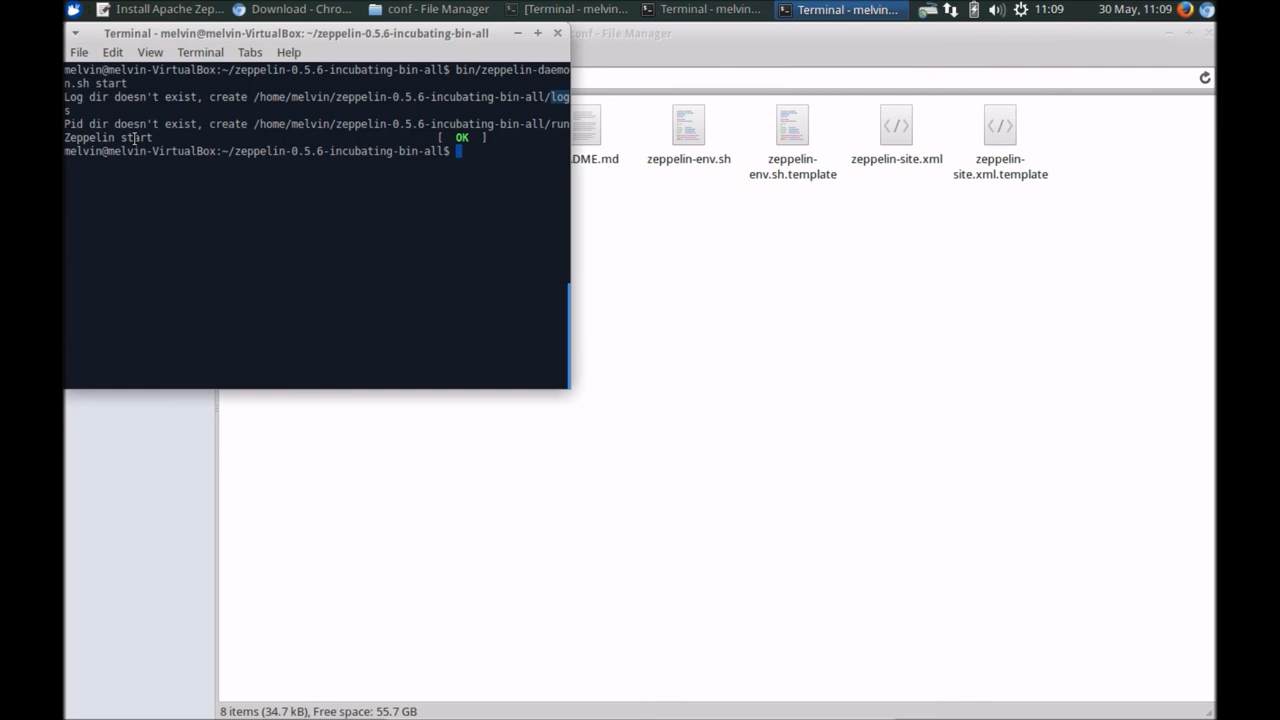 Install Apache Zep...
Download - Chro...
conf - File Manager
[Terminal - melvin...
Terminal - melvin...
Terminal - melvin...
11:09
30 May, 11:09
Terminal - melvin@melvin-VirtualBox: ~/zeppelin-0.5.6-incubating-bin-all
onf - File Manager
File Edit View Terminal Tabs Help
melvin@melvin-VirtualBox:~/zeppelin-0.5.6-incubating-bin-all$ bin/zeppelin-daemo
n.sh start
Log dir doesn't exist, create /home/melvin/zeppelin-0.5.6-incubating-bin-all/log
s
Pid dir doesn't exist, create /home/melvin/zeppelin-0.5.6-incubating-bin-all/run
Zeppelin start [ OK ]
melvin@melvin-VirtualBox:~/zeppelin-0.5.6-incubating-bin-all$
DME.md
zeppelin-env.sh
zeppelin-
env.sh.template
zeppelin-site.xml
zeppelin-
site.xml.template
8 items (34.7 kB), Free space: 55.7 GB